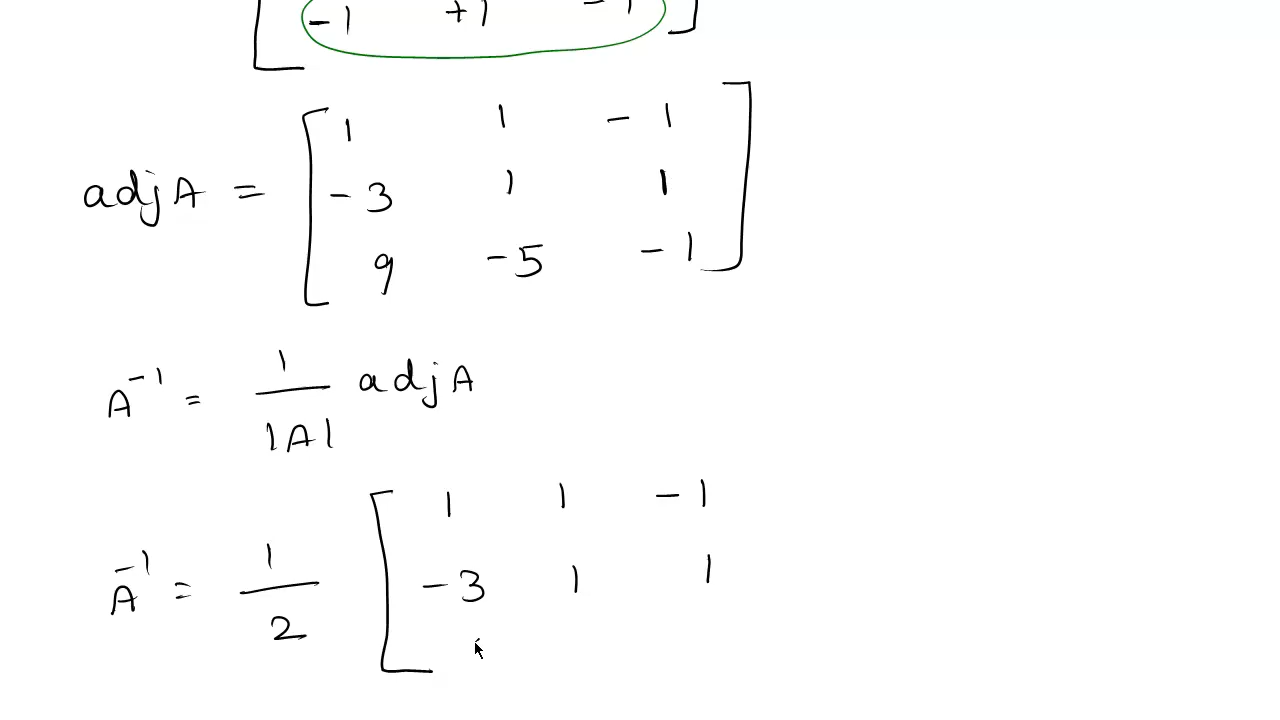 -1 +1 -1
1 1 -1
adj A = -3 1 1
9 -5 -1
A^-1 = 1/|A| adj A
1 1 -1
A^-1 = 1/2 -3 1 1